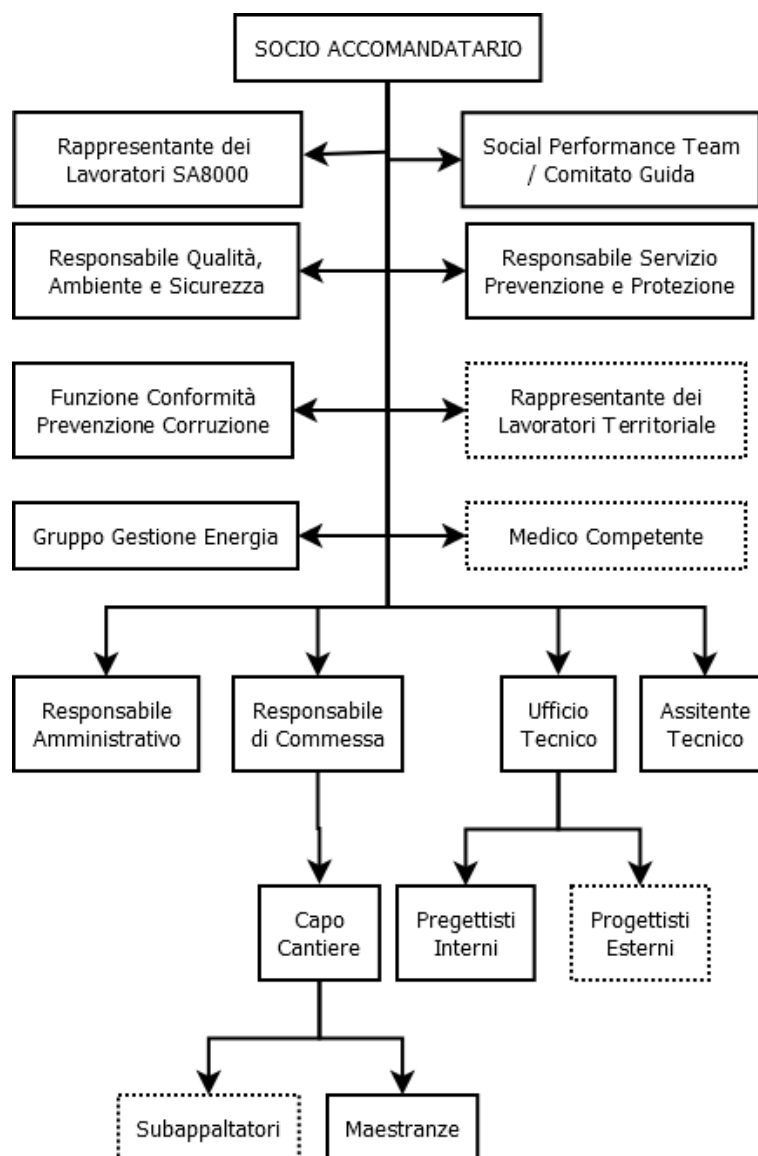 SOCIO ACCOMANDATARIO
Rappresentante dei
Lavoratori SA8000
Social Performance Team
/ Comitato Guida
Responsabile Qualità,
Ambiente e Sicurezza
Responsabile Servizio
Prevenzione e Protezione
Funzione Conformità
Prevenzione Corruzione
Rappresentante dei
Lavoratori Territoriale
Gruppo Gestione Energia
Medico Competente
Responsabile
Amministrativo
Responsabile
di Commessa
Ufficio
Tecnico
Assitente
Tecnico
Capo
Cantiere
Pregettisti
Interni
Progettisti
Esterni
Subappaltatori
Maestranze